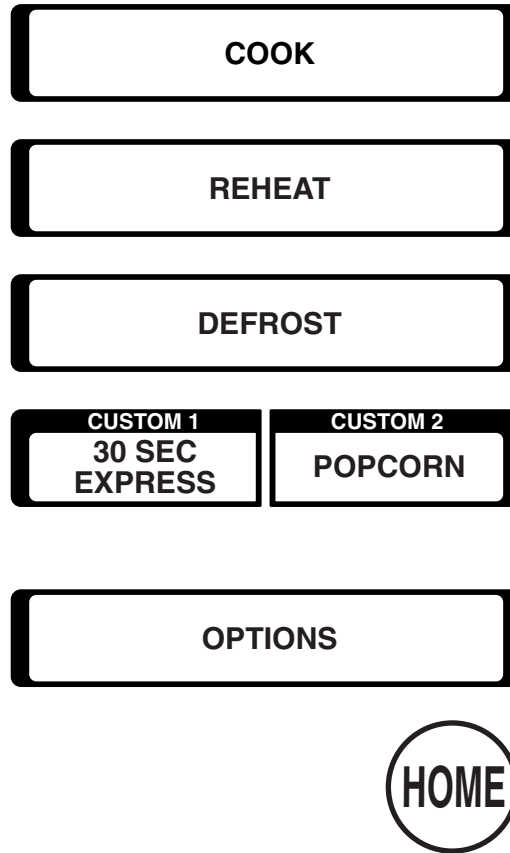 COOK
REHEAT
DEFROST
CUSTOM 1
30 SEC
EXPRESS
CUSTOM 2
POPCORN
OPTIONS
HOME